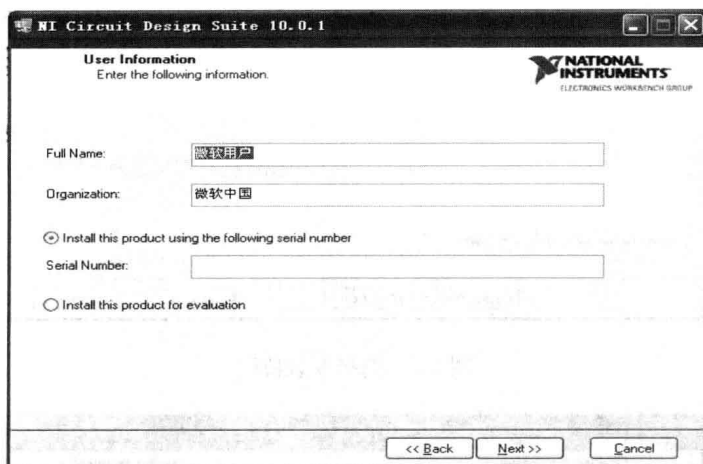 NI Circuit Design Suite 10.0.1
User Information
Enter the following information.
NATIONAL
INSTRUMENTS
ELECTRONICS WORKBENCH GROUP
Full Name:
微软用户
Organization:
微软中国
Install this product using the following serial number
Serial Number:
Install this product for evaluation
<< Back
Next >>
Cancel